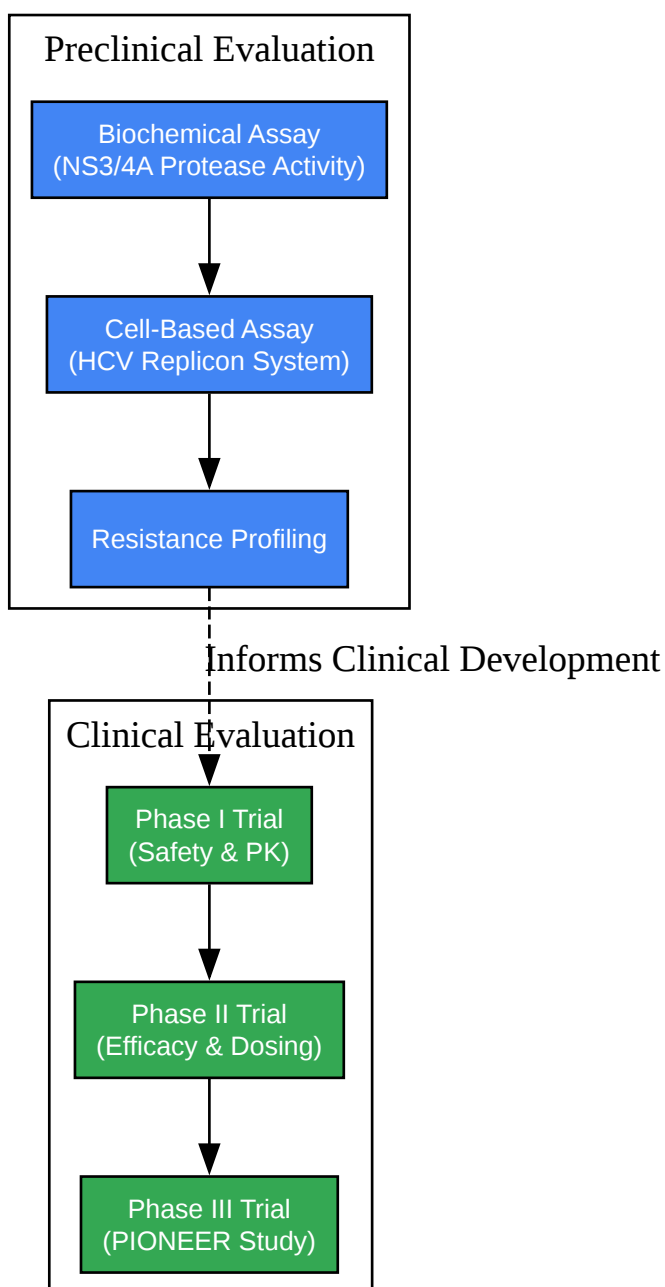 Preclinical Evaluation
Biochemical Assay
(NS3/4A Protease Activity)
Cell-Based Assay
(HCV Replicon System)
Resistance Profiling
Informs Clinical Development
Clinical Evaluation
Phase I Trial
(Safety & PK)
Phase II Trial
(Efficacy & Dosing)
Phase III Trial
(PIONEER Study)